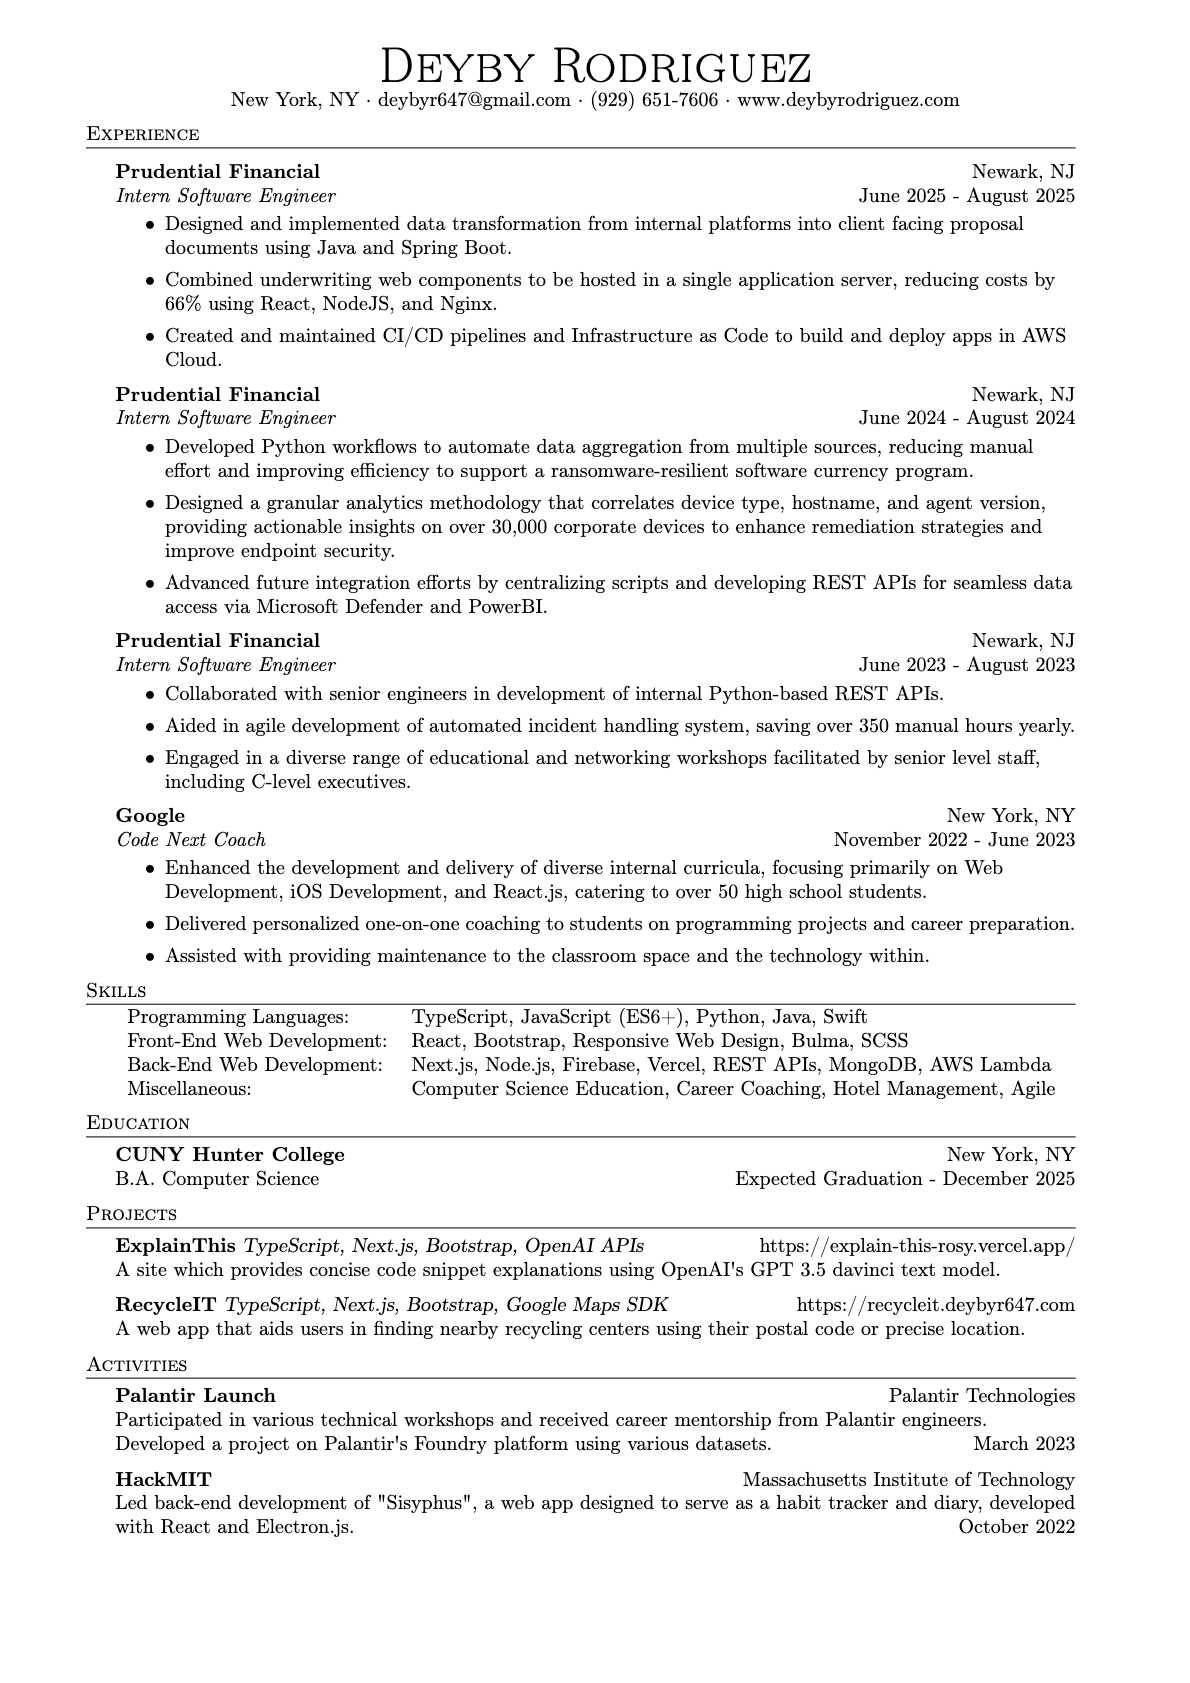 Deyby Rodriguez
New York, NY · deybyr647@gmail.com · (929) 651-7606 · www.deybyrodriguez.com
Experience
Prudential Financial Newark, NJ
Intern Software Engineer June 2025 - August 2025
• Designed and implemented data transformation from internal platforms into client facing proposal
documents using Java and Spring Boot.
• Combined underwriting web components to be hosted in a single application server, reducing costs by
66% using React, NodeJS, and Nginx.
• Created and maintained CI/CD pipelines and Infrastructure as Code to build and deploy apps in AWS
Cloud.
Prudential Financial Newark, NJ
Intern Software Engineer June 2024 - August 2024
• Developed Python workflows to automate data aggregation from multiple sources, reducing manual
effort and improving efficiency to support a ransomware-resilient software currency program.
• Designed a granular analytics methodology that correlates device type, hostname, and agent version,
providing actionable insights on over 30,000 corporate devices to enhance remediation strategies and
improve endpoint security.
• Advanced future integration efforts by centralizing scripts and developing REST APIs for seamless data
access via Microsoft Defender and PowerBI.
Prudential Financial Newark, NJ
Intern Software Engineer June 2023 - August 2023
• Collaborated with senior engineers in development of internal Python-based REST APIs.
• Aided in agile development of automated incident handling system, saving over 350 manual hours yearly.
• Engaged in a diverse range of educational and networking workshops facilitated by senior level staff,
including C-level executives.
Google New York, NY
Code Next Coach November 2022 - June 2023
• Enhanced the development and delivery of diverse internal curricula, focusing primarily on Web
Development, iOS Development, and React.js, catering to over 50 high school students.
• Delivered personalized one-on-one coaching to students on programming projects and career preparation.
• Assisted with providing maintenance to the classroom space and the technology within.
Skills
Programming Languages: TypeScript, JavaScript (ES6+), Python, Java, Swift
Front-End Web Development: React, Bootstrap, Responsive Web Design, Bulma, SCSS
Back-End Web Development: Next.js, Node.js, Firebase, Vercel, REST APIs, MongoDB, AWS Lambda
Miscellaneous: Computer Science Education, Career Coaching, Hotel Management, Agile
Education
CUNY Hunter College New York, NY
B.A. Computer Science Expected Graduation - December 2025
Projects
ExplainThis TypeScript, Next.js, Bootstrap, OpenAI APIs https://explain-this-rosy.vercel.app/
A site which provides concise code snippet explanations using OpenAI's GPT 3.5 davinci text model.
RecycleIT TypeScript, Next.js, Bootstrap, Google Maps SDK https://recycleit.deybyr647.com
A web app that aids users in finding nearby recycling centers using their postal code or precise location.
Activities
Palantir Launch Palantir Technologies
Participated in various technical workshops and received career mentorship from Palantir engineers.
Developed a project on Palantir's Foundry platform using various datasets. March 2023
HackMIT Massachusetts Institute of Technology
Led back-end development of "Sisyphus", a web app designed to serve as a habit tracker and diary, developed
with React and Electron.js. October 2022